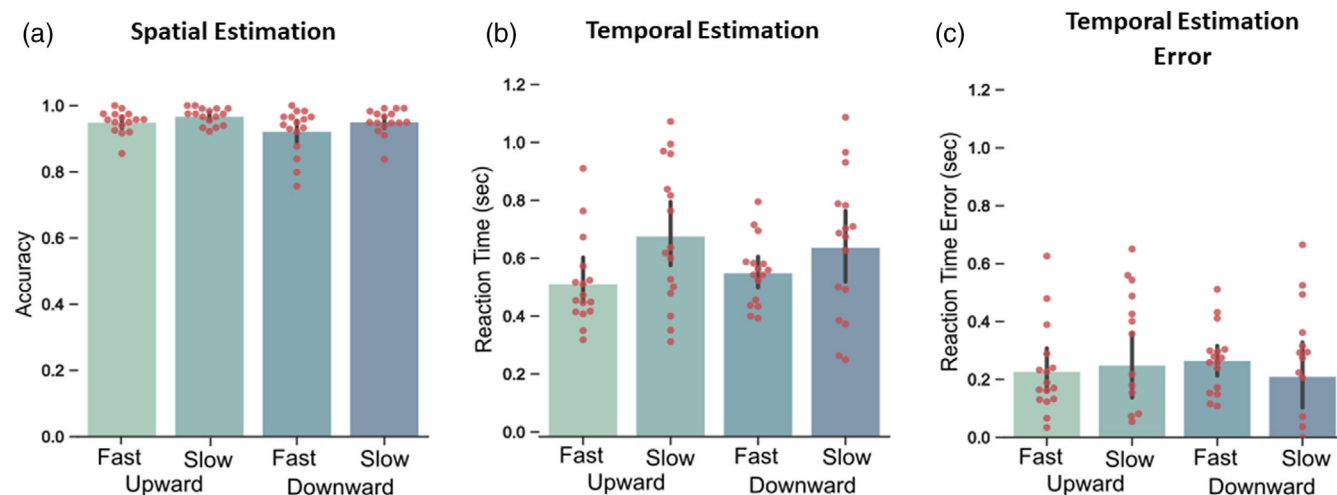 (a)
Spatial Estimation
Accuracy
1.0
0.8
0.6
0.4
0.2
0.0
Fast Slow Fast Slow
Upward Downward
(b)
Temporal Estimation
Reaction Time (sec)
1.2
1.0
0.8
0.6
0.4
0.2
0.0
Fast Slow Fast Slow
Upward Downward
(c)
Temporal Estimation
Error
Reaction Time Error (sec)
1.2
1.0
0.8
0.6
0.4
0.2
0.0
Fast Slow Fast Slow
Upward Downward